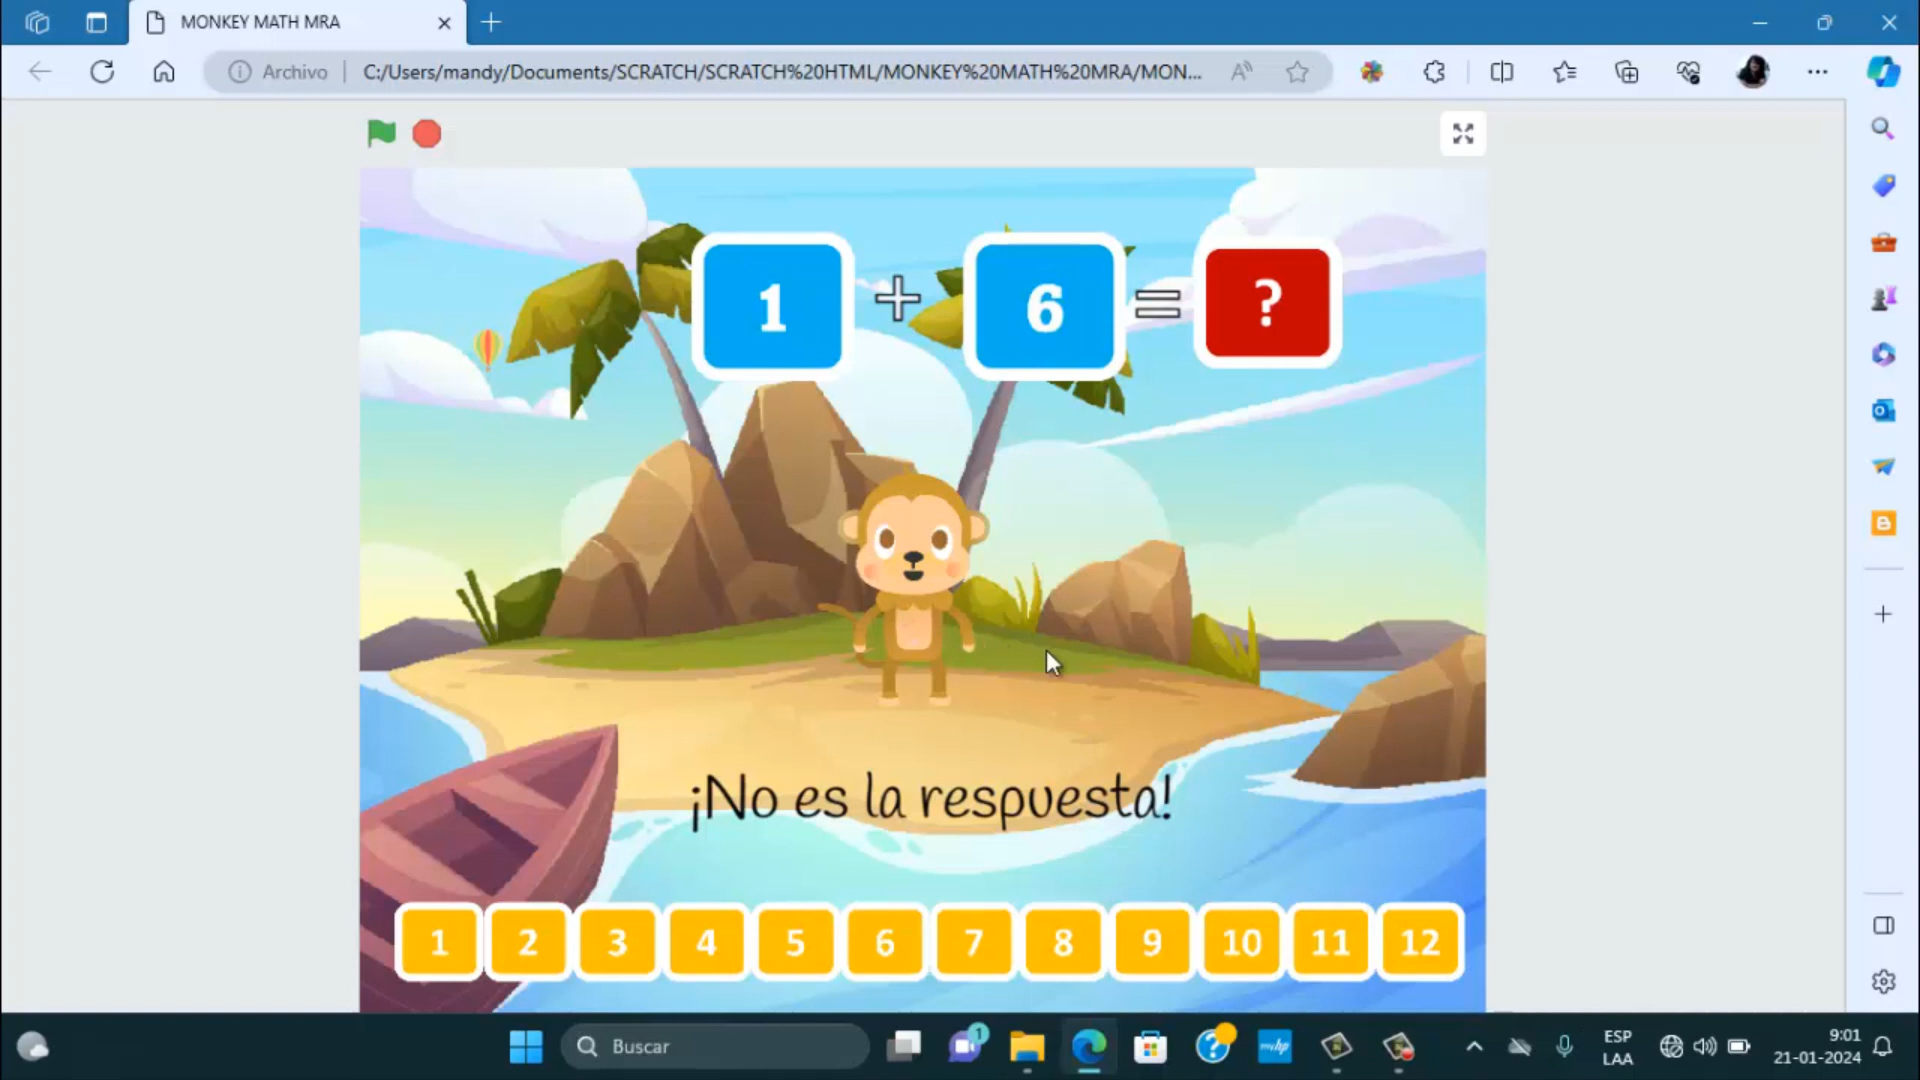 MONKEY MATH MRA
Archivo C:/Users/mandy/Documents/SCRATCH/SCRATCH%20HTML/MONKEY%20MATH%20MRA/MON...
1 + 6 = ?
¡No es la respuesta!
1 2 3 4 5 6 7 8 9 10 11 12
Buscar
1
myhp
ESP
LAA
9:01
21-01-2024